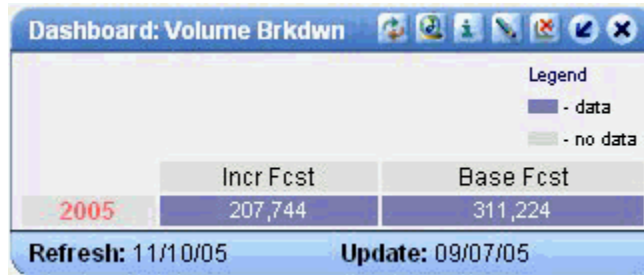 Dashboard: Volume Brkdwn
Legend
- data
- no data
Incr Fcst Base Fcst
2005 207,744 311,224
Refresh: 11/10/05 Update: 09/07/05